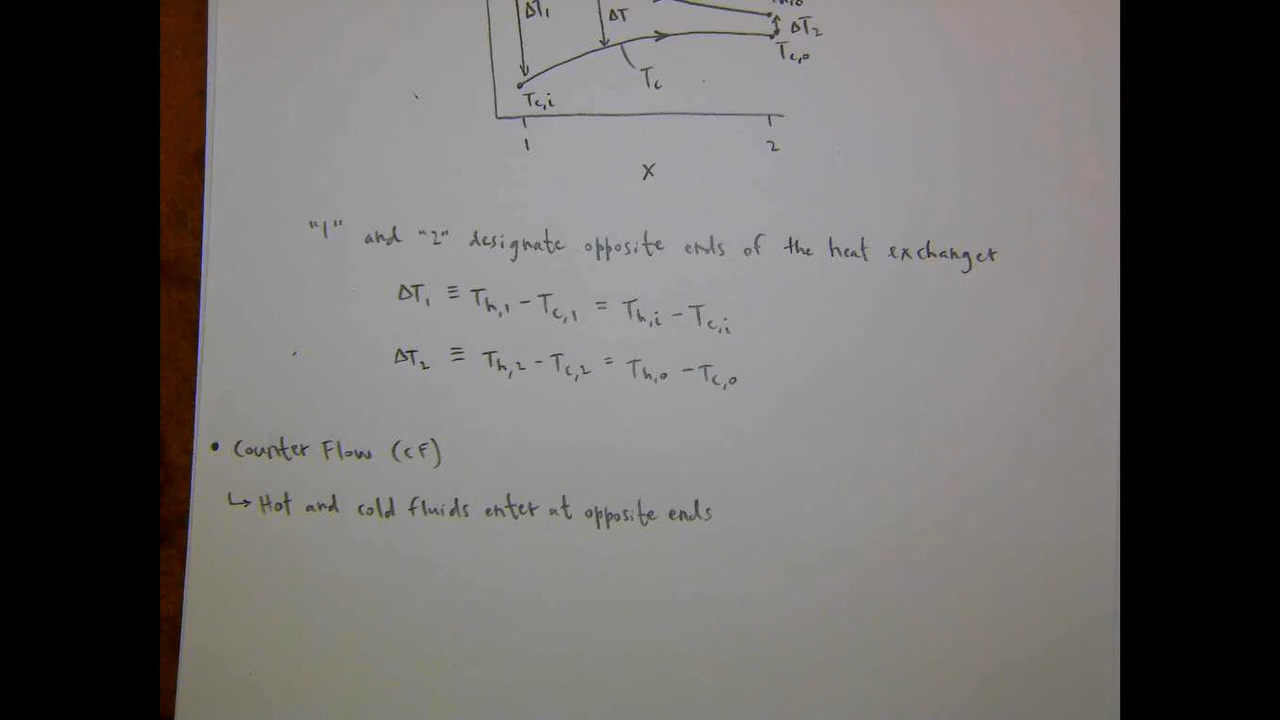 ΔT₁ ΔT ΔT₂
T_c,o
T_c
T_c,i
1 2
X
"1" and "2" designate opposite ends of the heat exchanger
ΔT₁ ≡ T_h,1 - T_c,1 = T_h,i - T_c,i
ΔT₂ ≡ T_h,2 - T_c,2 = T_h,o - T_c,o
• Counter Flow (CF)
↳ Hot and cold fluids enter at opposite ends